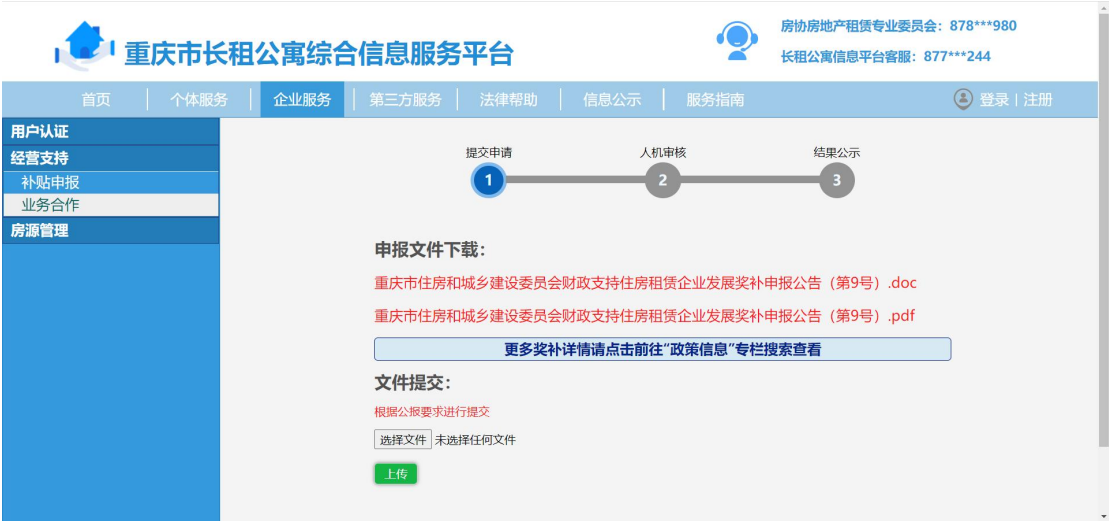 重庆市长租公寓综合信息服务平台
房协房地产租赁专业委员会：878***980
长租公寓信息平台客服：877***244
首页 个体服务 企业服务 第三方服务 法律帮助 信息公示 服务指南 登录 | 注册
用户认证
经营支持
补贴申报
业务合作
房源管理
提交申请 人机审核 结果公示
1 2 3
申报文件下载：
重庆市住房和城乡建设委员会财政支持住房租赁企业发展奖补申报公告（第9号）.doc
重庆市住房和城乡建设委员会财政支持住房租赁企业发展奖补申报公告（第9号）.pdf
更多奖补详情请点击前往“政策信息”专栏搜索查看
文件提交：
根据公报要求进行提交
选择文件 未选择任何文件
上传